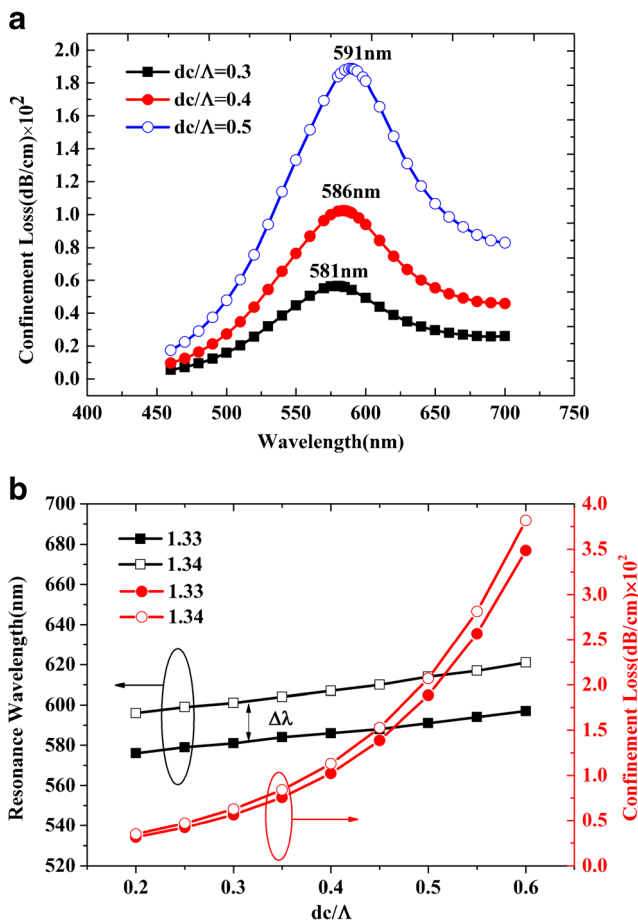 a
2.0
1.8
1.6
1.4
1.2
1.0
0.8
0.6
0.4
0.2
0.0
Confinement Loss(dB/cm)×10²
dc/Λ=0.3
dc/Λ=0.4
dc/Λ=0.5
591nm
586nm
581nm
400 450 500 550 600 650 700 750
Wavelength(nm)
b
700
680
660
640
620
600
580
560
540
520
Resonance Wavelength(nm)
1.33
1.34
1.33
1.34
Δλ
4.0
3.5
3.0
2.5
2.0
1.5
1.0
0.5
0.0
Confinement Loss(dB/cm)×10²
0.2 0.3 0.4 0.5 0.6
dc/Λ